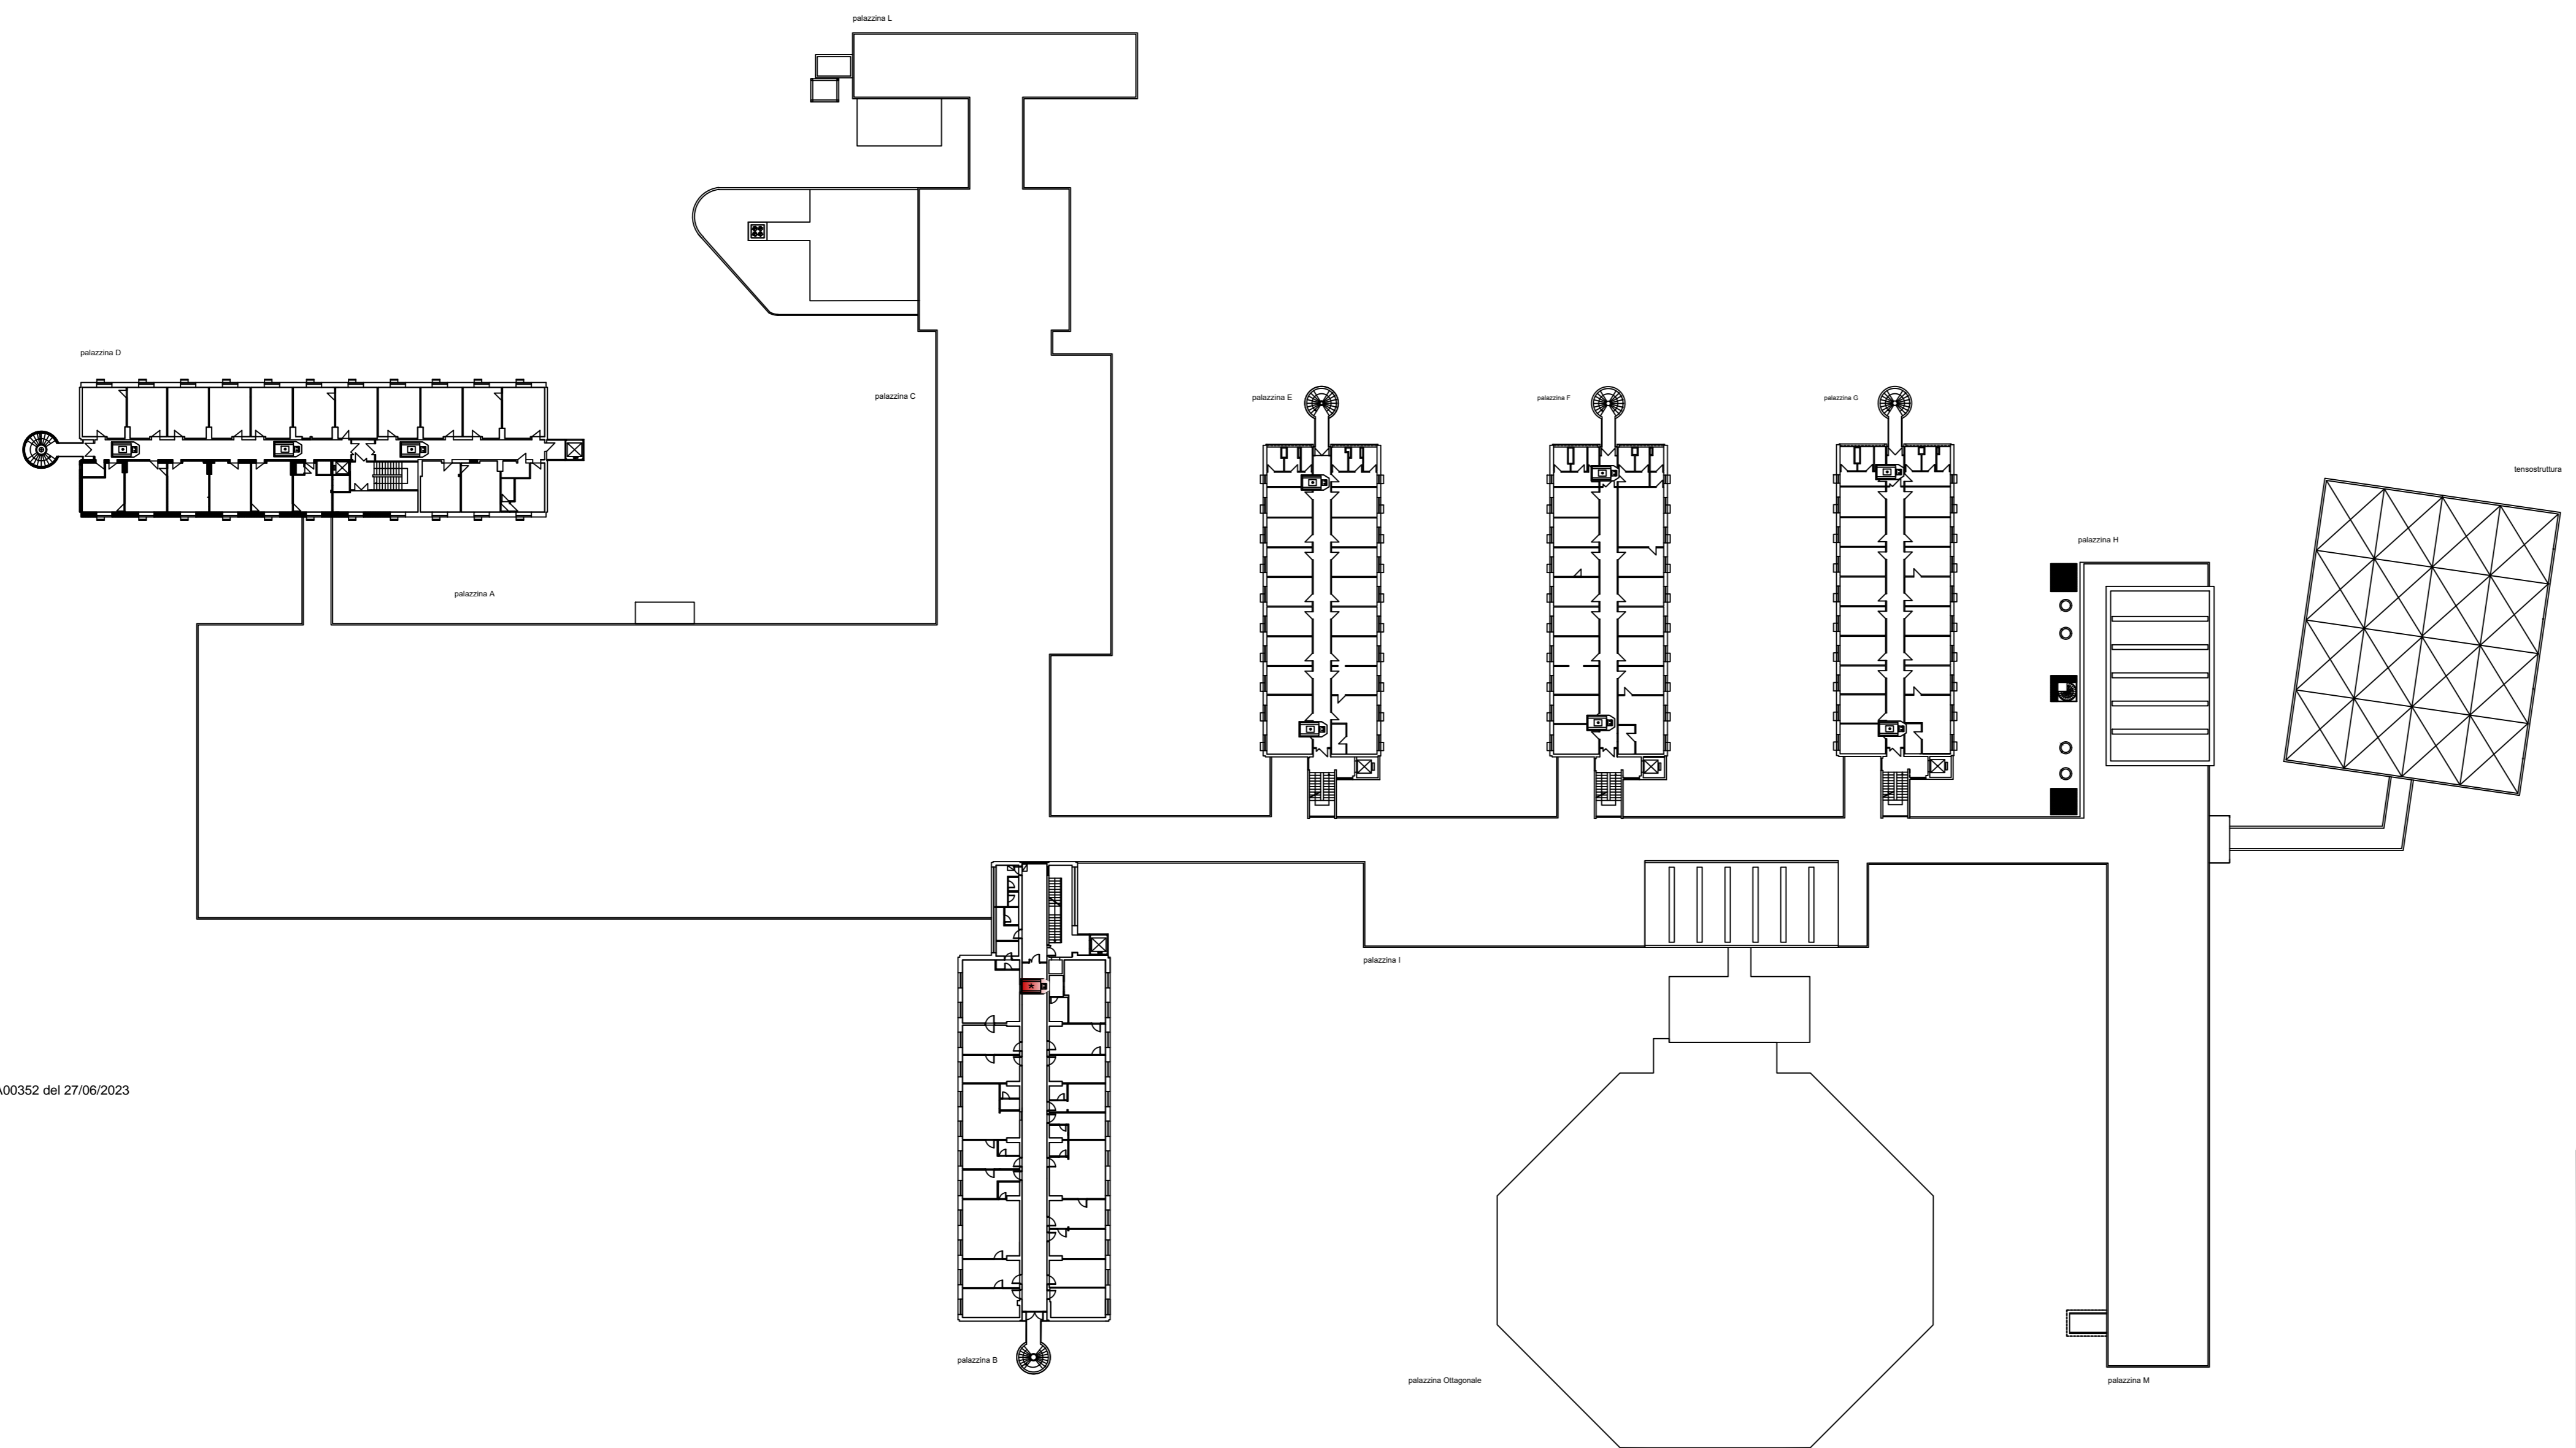 palazzina L
palazzina D
palazzina C
palazzina E
palazzina F
palazzina G
tensostruttura
palazzina H
palazzina A
palazzina I
A00352 del 27/06/2023
palazzina B
palazzina Ottagonale
palazzina M